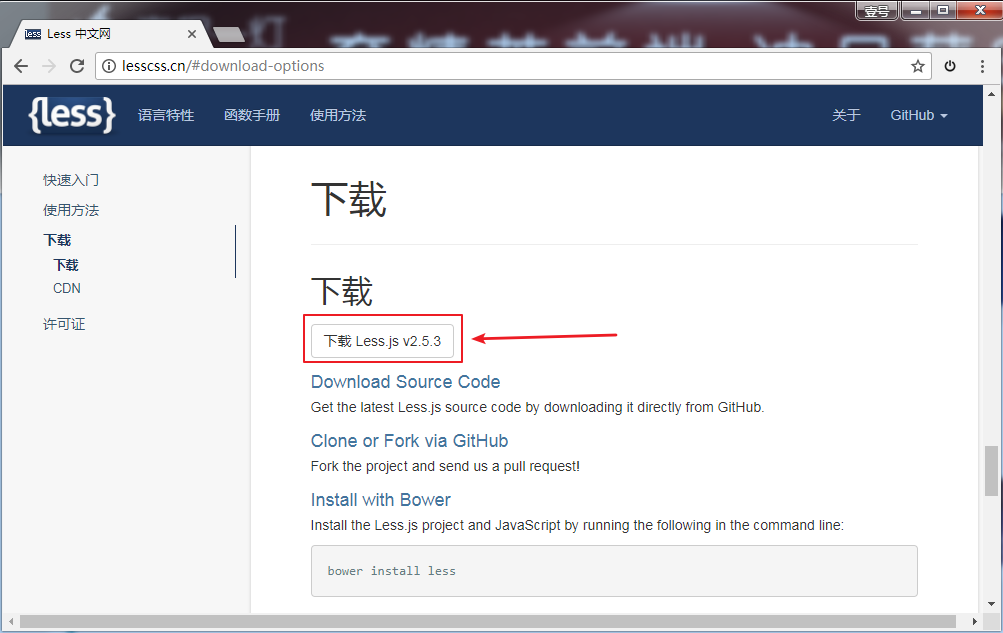 壹号
less Less 中文网
lesscss.cn/#download-options
{less} 语言特性 函数手册 使用方法 关于 GitHub
快速入门
使用方法
下载
下载
CDN
许可证
下载
下载
下载 Less.js v2.5.3
Download Source Code
Get the latest Less.js source code by downloading it directly from GitHub.
Clone or Fork via GitHub
Fork the project and send us a pull request!
Install with Bower
Install the Less.js project and JavaScript by running the following in the command line:
bower install less